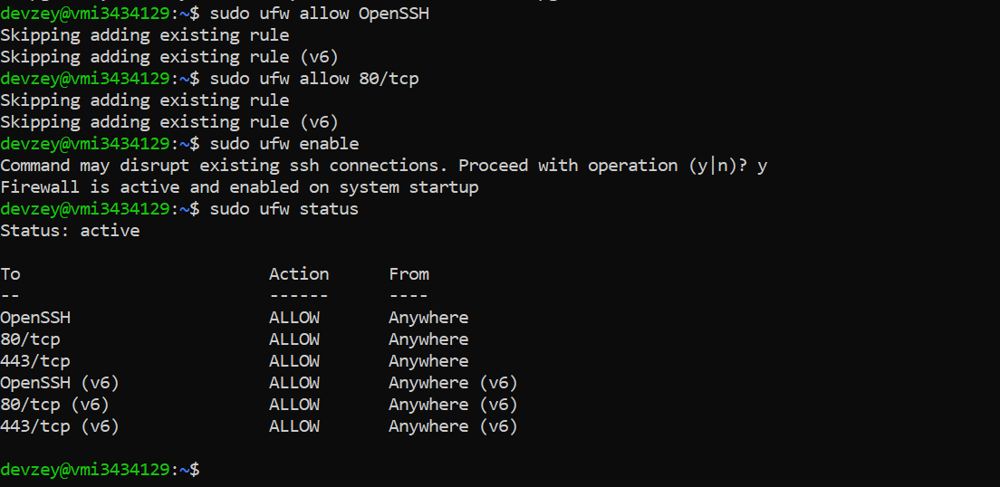 devzey@vmi3434129:~$ sudo ufw allow OpenSSH
Skipping adding existing rule
Skipping adding existing rule (v6)
devzey@vmi3434129:~$ sudo ufw allow 80/tcp
Skipping adding existing rule
Skipping adding existing rule (v6)
devzey@vmi3434129:~$ sudo ufw enable
Command may disrupt existing ssh connections. Proceed with operation (y|n)? y
Firewall is active and enabled on system startup
devzey@vmi3434129:~$ sudo ufw status
Status: active
To                         Action      From
--                         ------      ----
OpenSSH                    ALLOW       Anywhere
80/tcp                     ALLOW       Anywhere
443/tcp                    ALLOW       Anywhere
OpenSSH (v6)               ALLOW       Anywhere (v6)
80/tcp (v6)                ALLOW       Anywhere (v6)
443/tcp (v6)               ALLOW       Anywhere (v6)
devzey@vmi3434129:~$